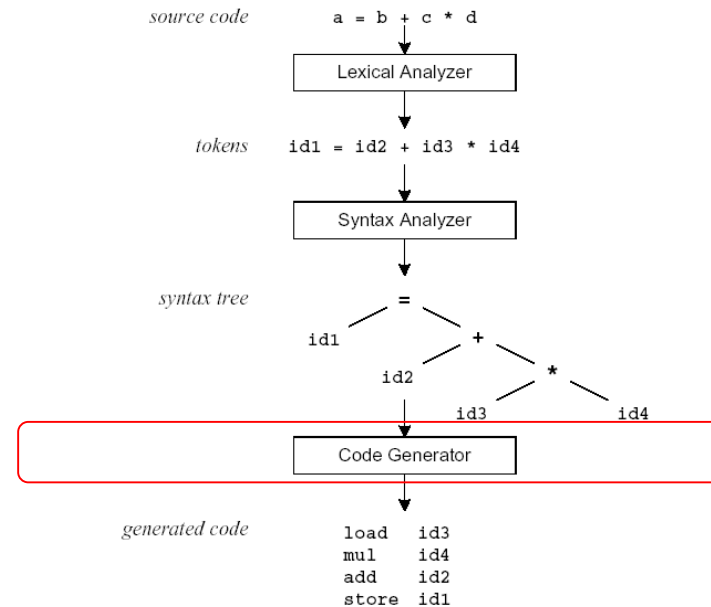 source code a = b + c * d
Lexical Analyzer
tokens id1 = id2 + id3 * id4
Syntax Analyzer
syntax tree =
id1 +
id2 *
id3 id4
Code Generator
generated code load id3
mul id4
add id2
store id1